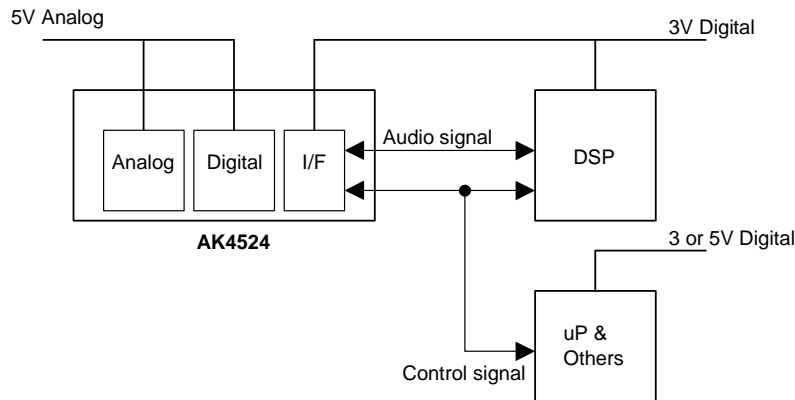 5V Analog
3V Digital
Audio signal
Analog
Digital
I/F
DSP
AK4524
3 or 5V Digital
uP &
Others
Control signal